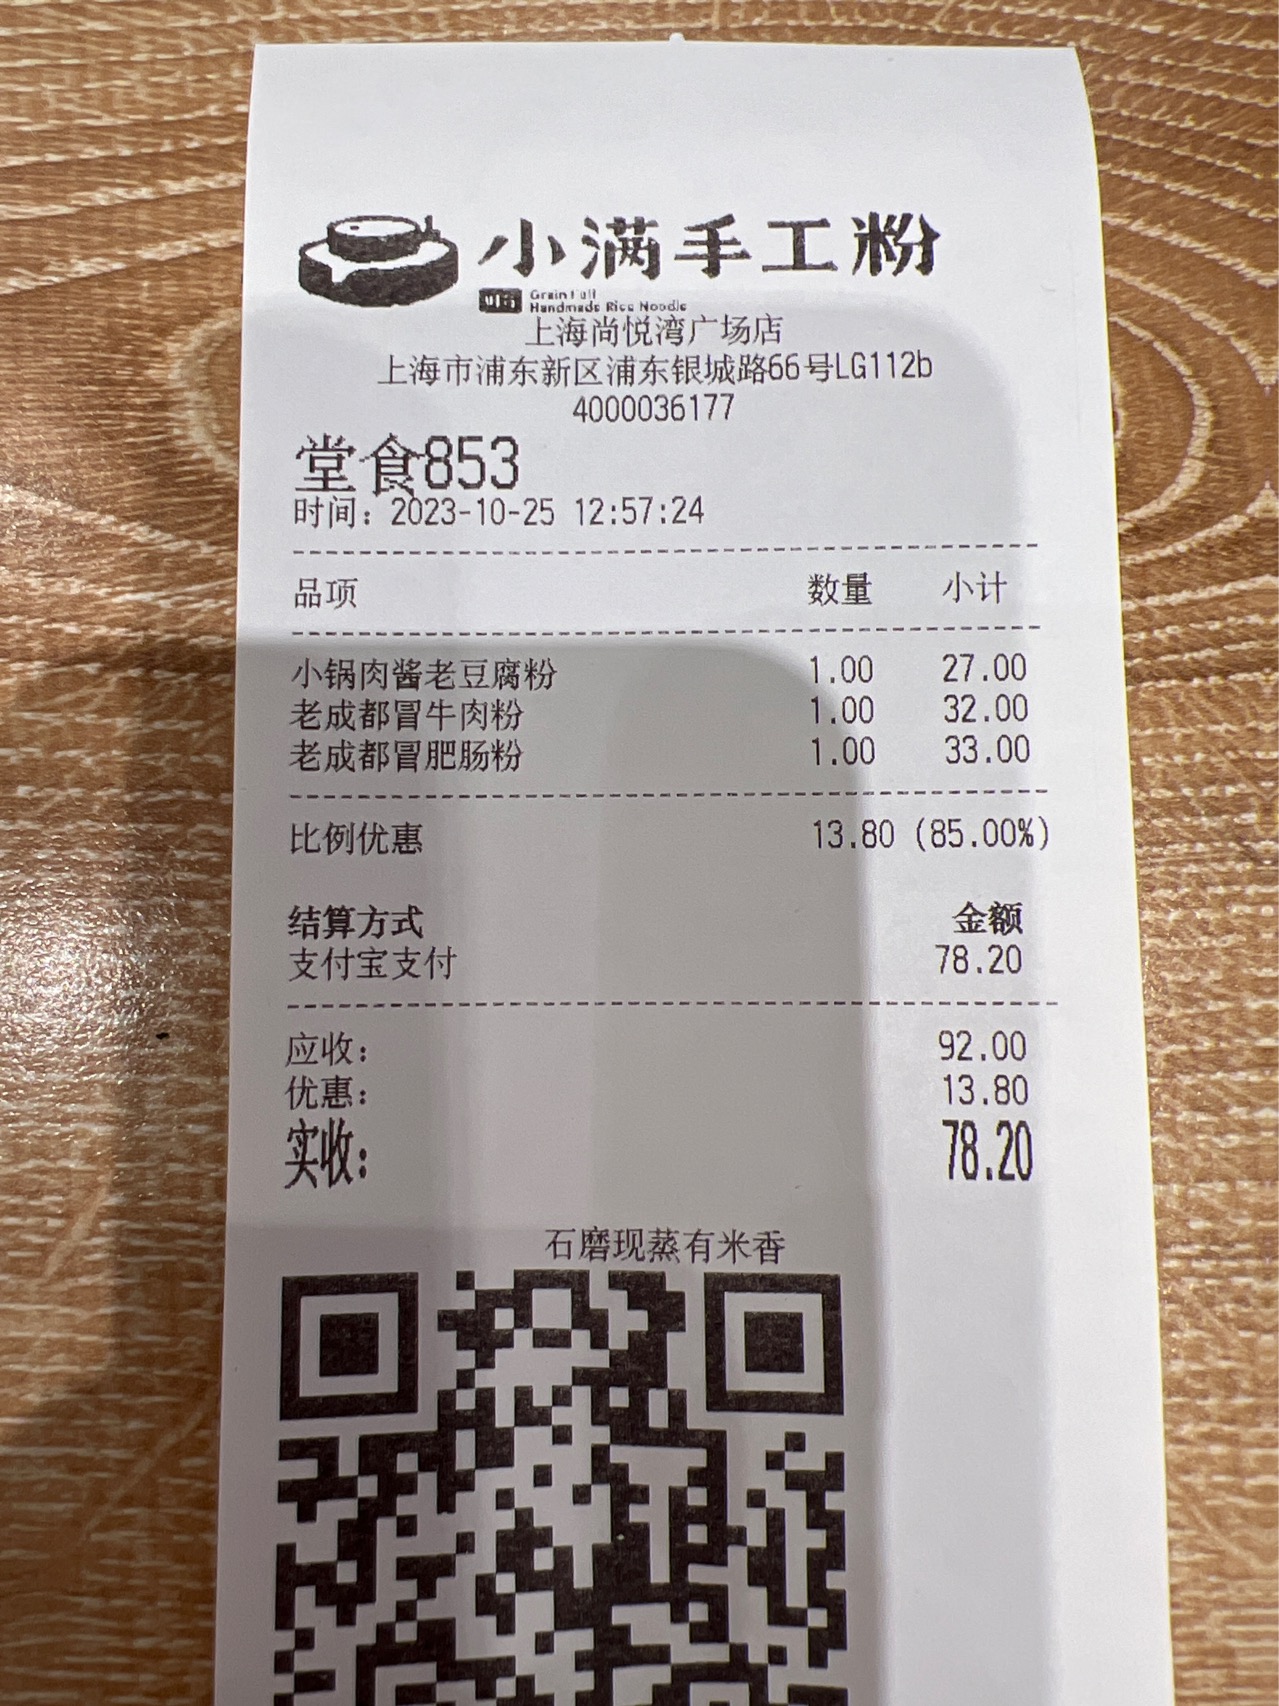 小满手工粉
Grain Full
Handmade Rice Noodle
上海尚悦湾广场店
上海市浦东新区浦东银城路66号LG112b
4000036177
堂食853
时间：2023-10-25 12:57:24
品项 数量 小计
小锅肉酱老豆腐粉 1.00 27.00
老成都冒牛肉粉 1.00 32.00
老成都冒肥肠粉 1.00 33.00
比例优惠 13.80 (85.00%)
结算方式 金额
支付宝支付 78.20
应收： 92.00
优惠： 13.80
实收： 78.20
石磨现蒸有米香